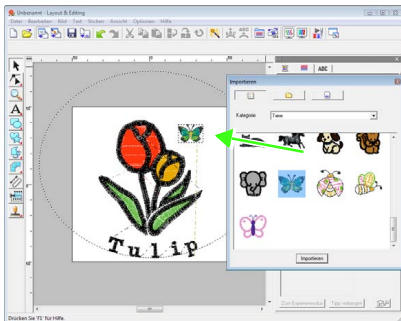 Unbenannt - Layout & Editing
Datei Bearbeiten Bild Text Sticken Ansicht Optionen Hilfe
ABC
Importieren
Kategorie
Tiere
Tulip
Importieren
Drücken Sie 'F1' für Hilfe.